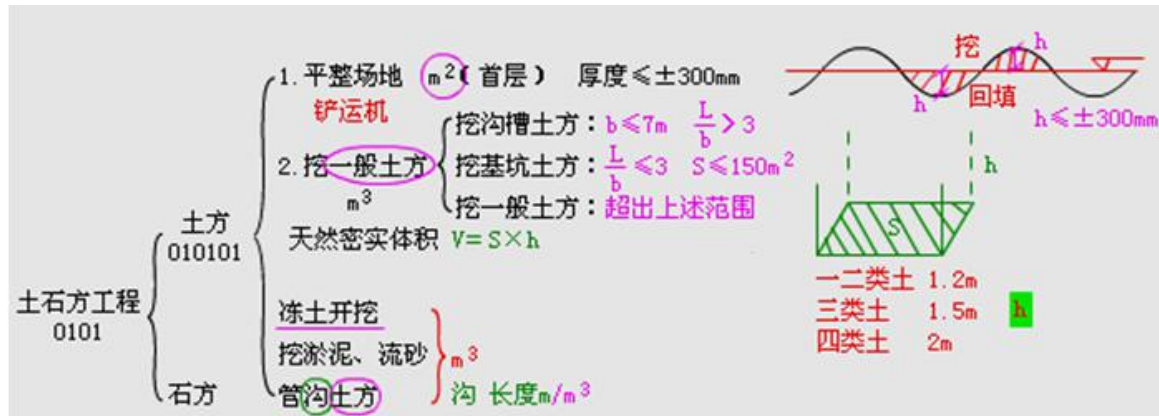 1.平整场地 m²(首层) 厚度≤±300mm
铲运机
挖沟槽土方：b≤7m L/b>3
2.挖一般土方
挖基坑土方：L/b≤3 S≤150m²
m³
挖一般土方：超出上述范围
土方
010101
天然密实体积 V=S×h
土石方工程
0101
冻土开挖
挖淤泥、流砂
m³
石方
管沟土方
沟 长度m/m³
挖
h
h
回填
h≤±300mm
h
S
一二类土 1.2m
三类土 1.5m
h
四类土 2m